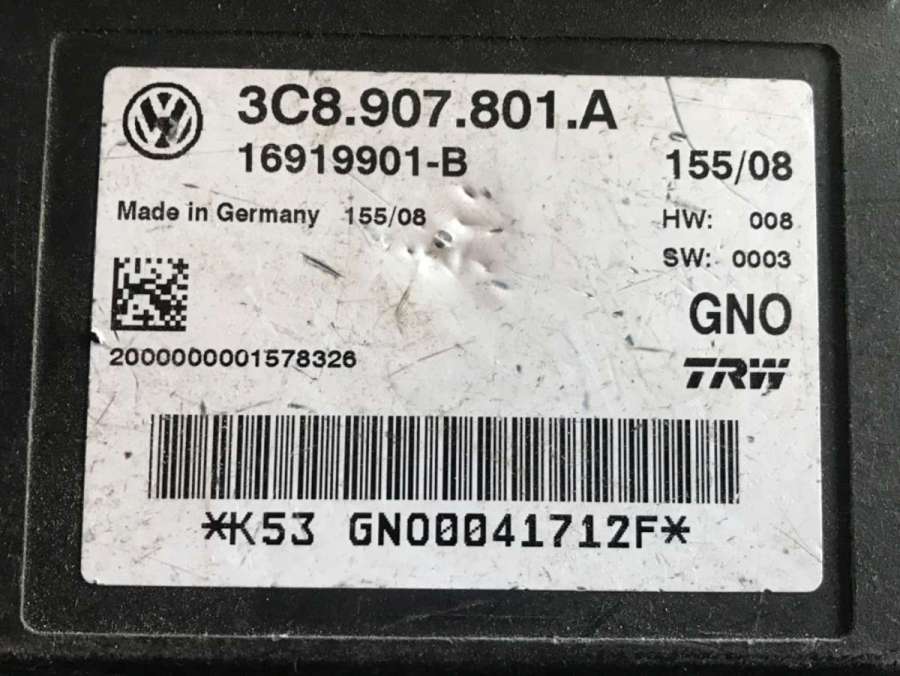 3C8.907.801.A
16919901-B 155/08
Made in Germany 155/08 HW: 008
SW: 0003
GNO
2000000001578326 TRW
*K53 GNO0041712F*